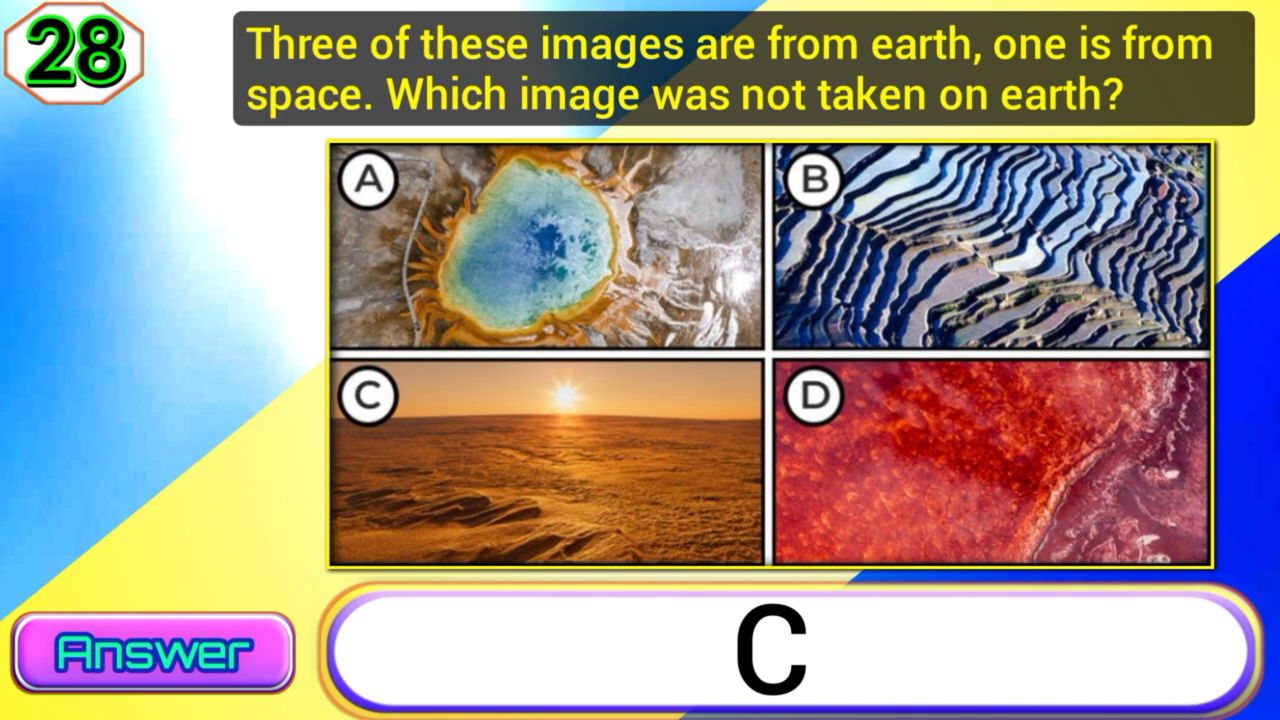 28
Three of these images are from earth, one is from
space. Which image was not taken on earth?
A
B
C
D
Answer
C